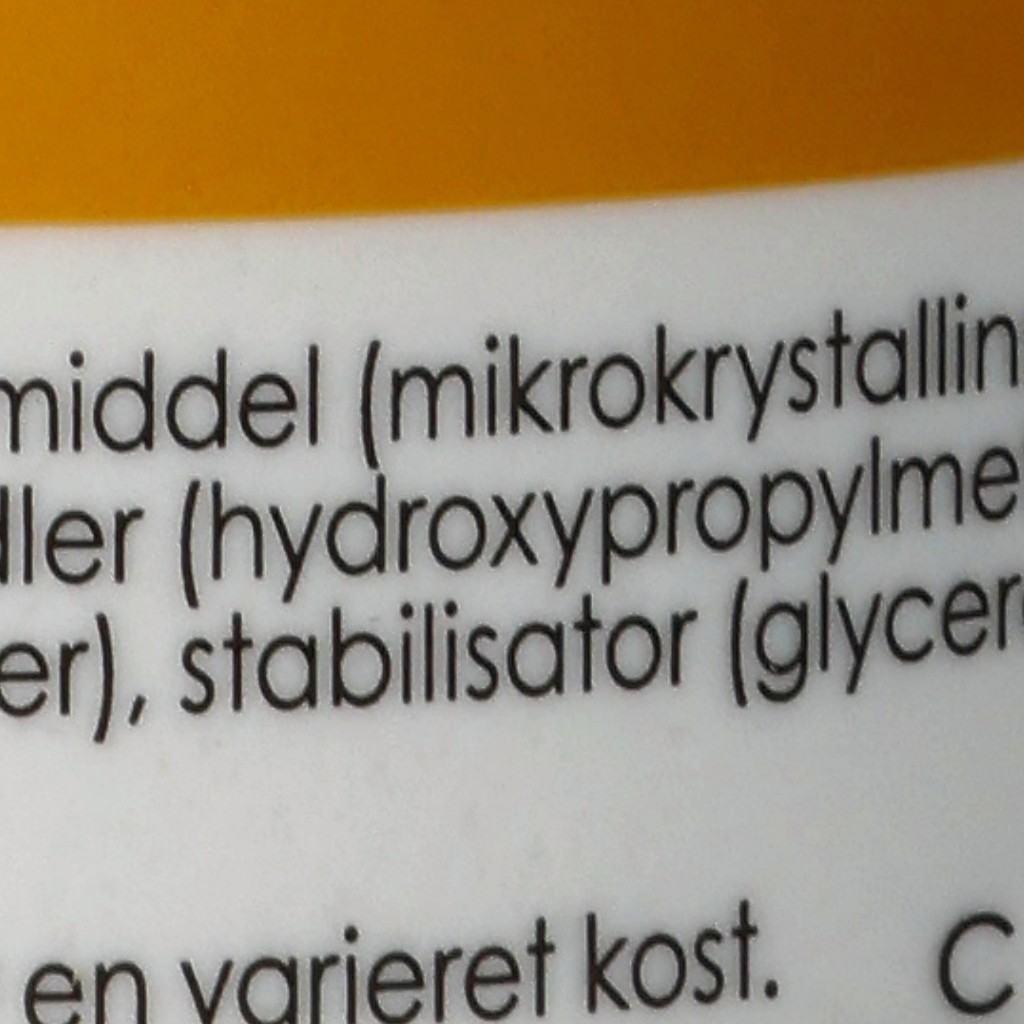 middel (mikrokrystallin
ller (hydroxypropylme
er), stabilisator (glycer
en varieret kost. C